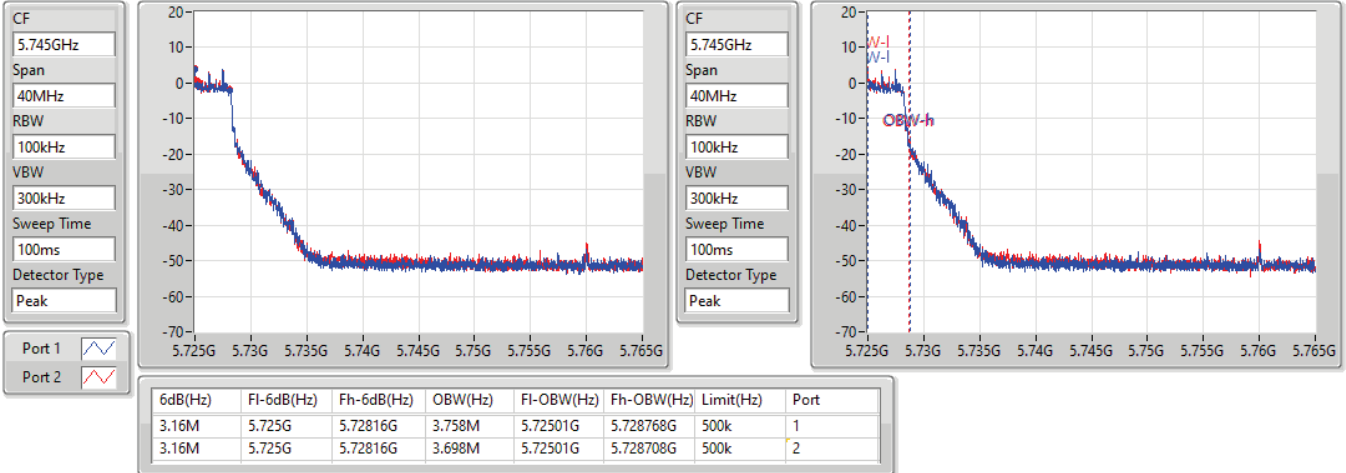 CF
5.745GHz
Span
40MHz
RBW
100kHz
VBW
300kHz
Sweep Time
100ms
Detector Type
Peak
Port 1
Port 2
20
10
0
-10
-20
-30
-40
-50
-60
-70
5.725G 5.73G 5.735G 5.74G 5.745G 5.75G 5.755G 5.76G 5.765G
CF
5.745GHz
Span
40MHz
RBW
100kHz
VBW
300kHz
Sweep Time
100ms
Detector Type
Peak
20
10
0
-10
-20
-30
-40
-50
-60
-70
W-l
W-l
OBW-h
5.725G 5.73G 5.735G 5.74G 5.745G 5.75G 5.755G 5.76G 5.765G
6dB(Hz) Fl-6dB(Hz) Fh-6dB(Hz) OBW(Hz) Fl-OBW(Hz) Fh-OBW(Hz) Limit(Hz) Port
3.16M 5.725G 5.72816G 3.758M 5.72501G 5.728768G 500k 1
3.16M 5.725G 5.72816G 3.698M 5.72501G 5.728708G 500k 2